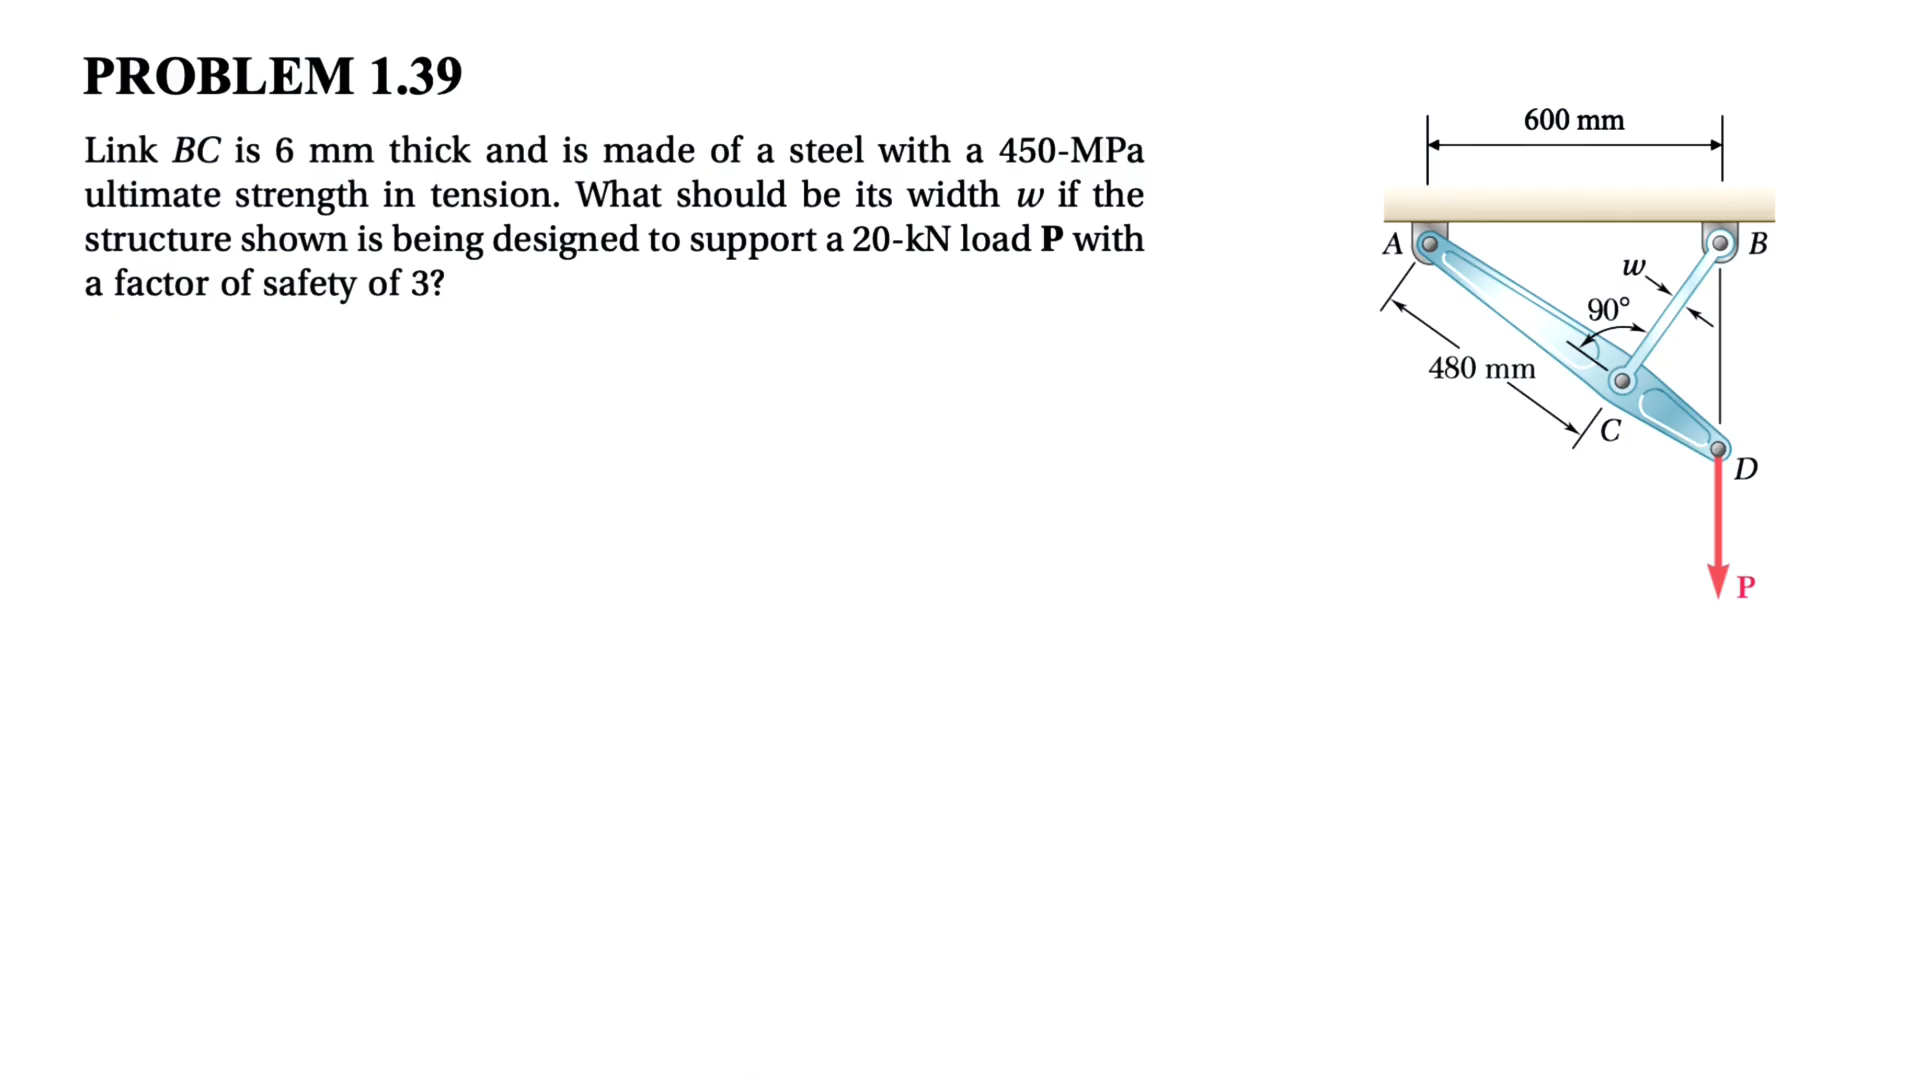 PROBLEM 1.39
Link BC is 6 mm thick and is made of a steel with a 450-MPa
ultimate strength in tension. What should be its width w if the
structure shown is being designed to support a 20-kN load P with
a factor of safety of 3?
600 mm
A
B
w
90°
480 mm
C
D
P